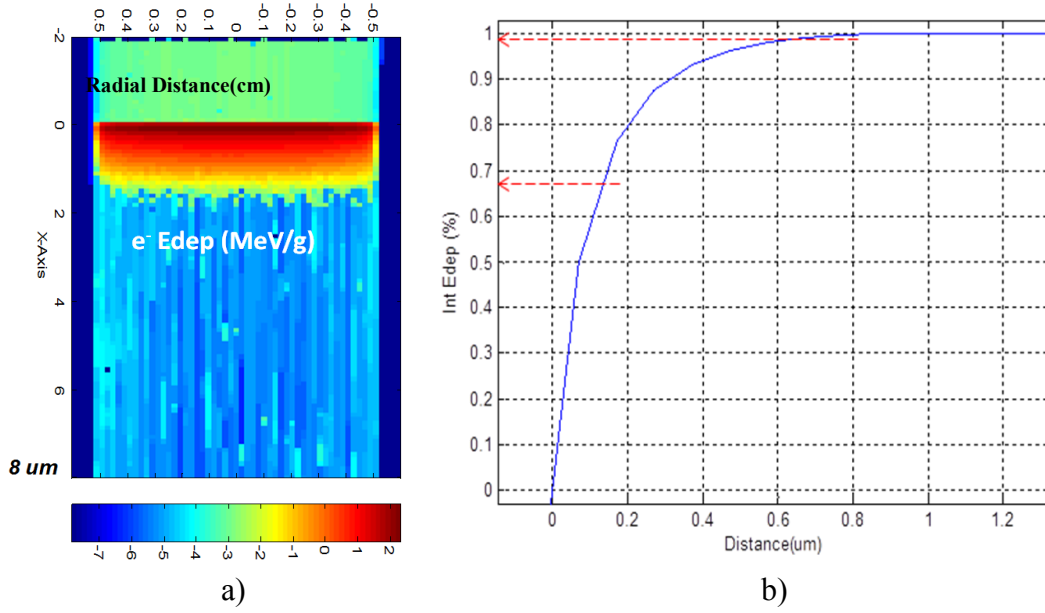 0.5 0.4 0.3 0.2 0.1 0 -0.1 -0.2 -0.3 -0.4 -0.5
-2
Radial Distance(cm)
0
2
e- Edep (MeV/g)
X-Axis
4
6
8 um
-7 -6 -5 -4 -3 -2 -1 0 1 2
a)
1
0.9
0.8
0.7
0.6
0.5
0.4
0.3
0.2
0.1
0
Int Edep (%)
0 0.2 0.4 0.6 0.8 1 1.2
Distance(um)
b)